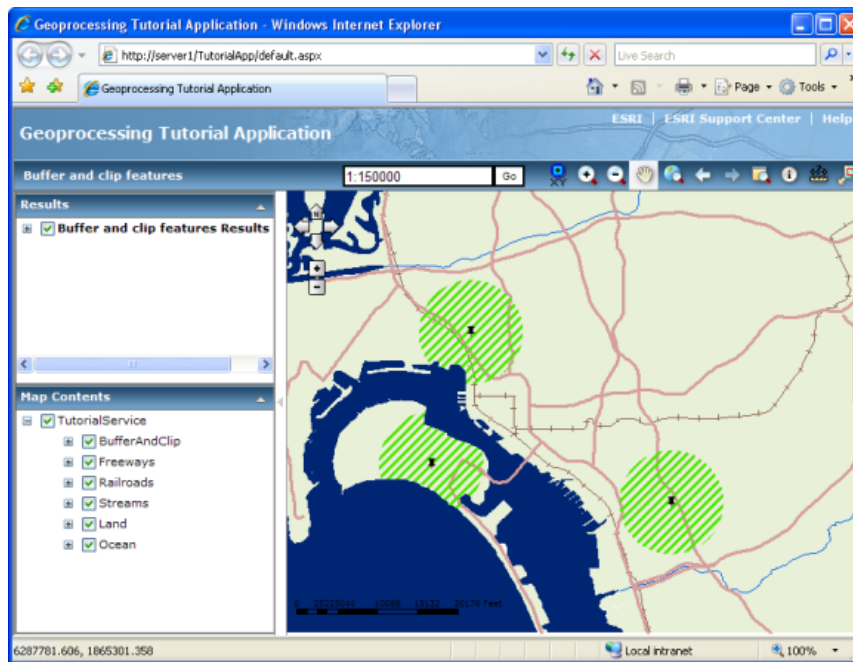 Geoprocessing Tutorial Application - Windows Internet Explorer
http://server1/TutorialApp/default.aspx
Live Search
Geoprocessing Tutorial Application
Page
Tools
ESRI | ESRI Support Center | Help
Geoprocessing Tutorial Application
Buffer and clip features
1:150000
Go
XY
Results
Buffer and clip features Results
Map Contents
TutorialService
BufferAndClip
Freeways
Railroads
Streams
Land
Ocean
Feet
6287781.606, 1865301.358
Local intranet
100%